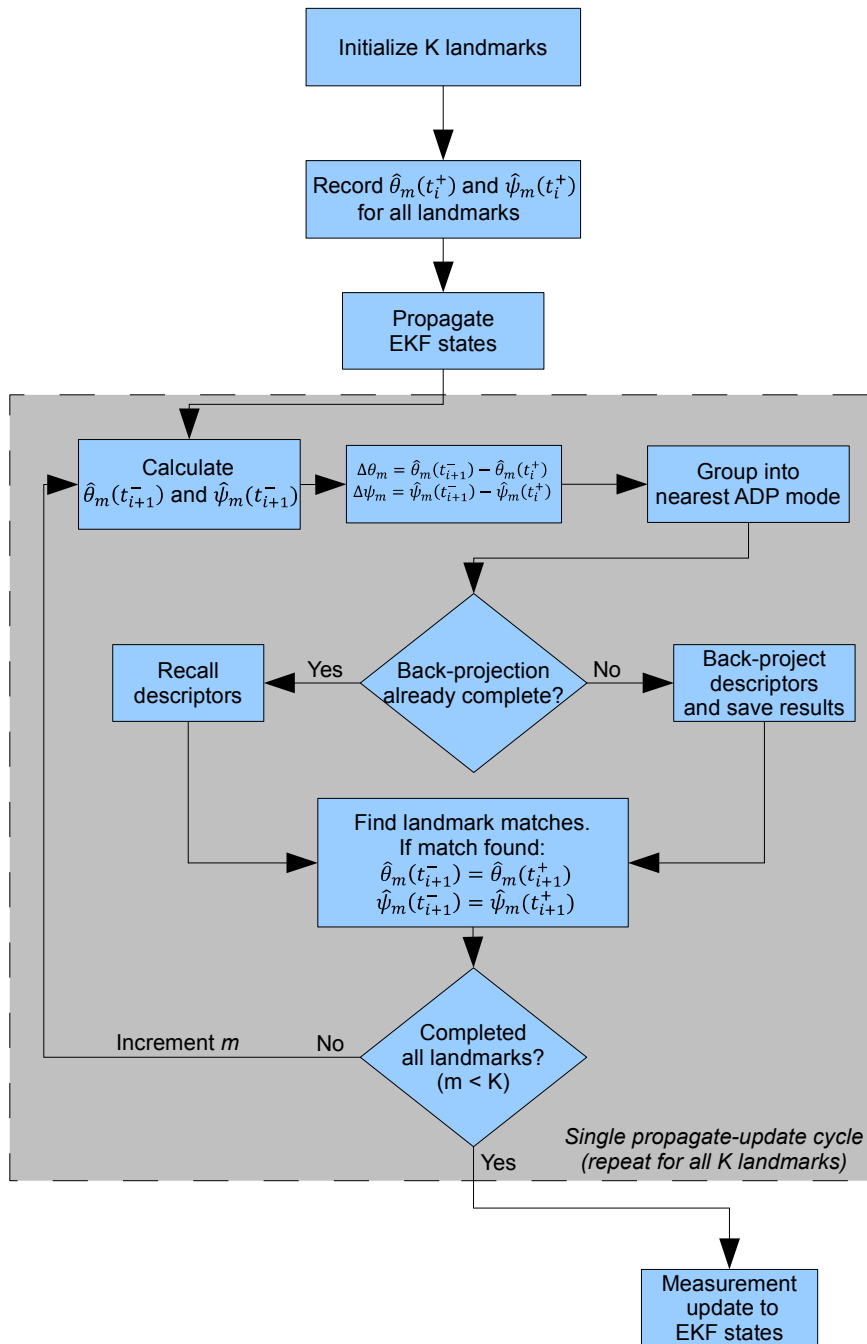 Initialize K landmarks
Record θ̂ₘ(tᵢ⁺) and ψ̂ₘ(tᵢ⁺)
for all landmarks
Propagate
EKF states
Calculate
θ̂ₘ(tᵢ₊₁⁻) and ψ̂ₘ(tᵢ₊₁⁻)
Δθₘ = θ̂ₘ(tᵢ₊₁⁻) − θ̂ₘ(tᵢ⁺)
Δψₘ = ψ̂ₘ(tᵢ₊₁⁻) − ψ̂ₘ(tᵢ⁺)
Group into
nearest ADP mode
Back-projection
already complete?
Yes
No
Recall
descriptors
Back-project
descriptors
and save results
Find landmark matches.
If match found:
θ̂ₘ(tᵢ₊₁⁻) = θ̂ₘ(tᵢ₊₁⁺)
ψ̂ₘ(tᵢ₊₁⁻) = ψ̂ₘ(tᵢ₊₁⁺)
Completed
all landmarks?
(m < K)
No
Increment m
Yes
Single propagate-update cycle
(repeat for all K landmarks)
Measurement
update to
EKF states